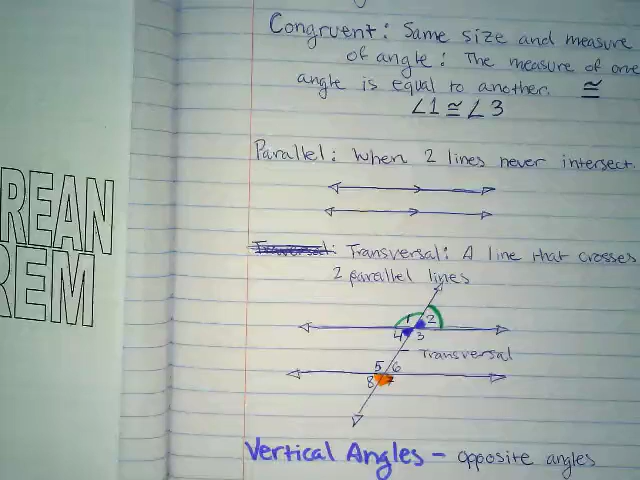 REAN
REM
Congruent: Same size and measure
of angle: The measure of one
angle is equal to another. ≅
∠1 ≅ ∠3
Parallel: When 2 lines never intersect.
: Transversal: A line that crosses
2 parallel lines
1 2
4 3
Transversal
5 6
8 7
Vertical Angles - opposite angles